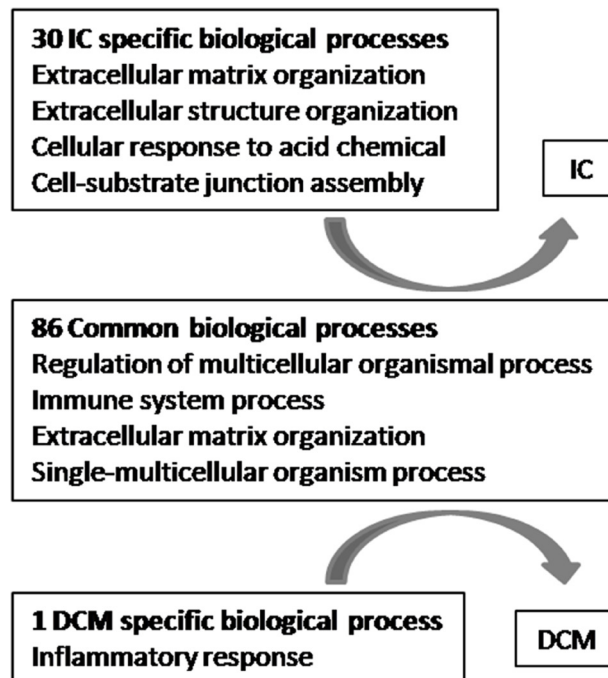 30 IC specific biological processes
Extracellular matrix organization
Extracellular structure organization
Cellular response to acid chemical
Cell-substrate junction assembly
IC
86 Common biological processes
Regulation of multicellular organismal process
Immune system process
Extracellular matrix organization
Single-multicellular organism process
1 DCM specific biological process
Inflammatory response
DCM